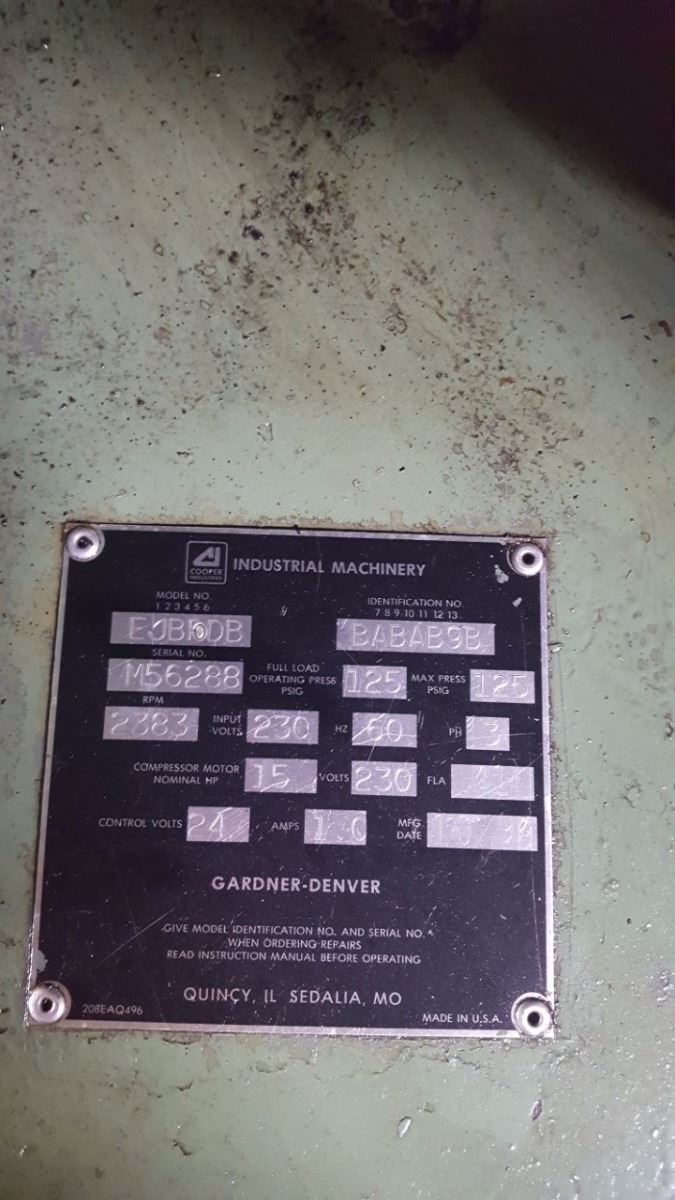 COOPER INDUSTRIES INDUSTRIAL MACHINERY
MODEL NO. IDENTIFICATION NO.
1 2 3 4 5 6 7 8 9 10 11 12 13
BABAB9B
SERIAL NO.
M56288 FULL LOAD OPERATING PRESS PSIG 125 MAX PRESS PSIG 125
RPM
2383 INPUT VOLTS 230 HZ 60 PH 3
COMPRESSOR MOTOR NOMINAL HP 15 VOLTS 230 FLA
CONTROL VOLTS 24 AMPS 1.0 MFG DATE
GARDNER-DENVER
GIVE MODEL IDENTIFICATION NO. AND SERIAL NO.
WHEN ORDERING REPAIRS
READ INSTRUCTION MANUAL BEFORE OPERATING
QUINCY, IL SEDALIA, MO
208EAQ496 MADE IN U.S.A.